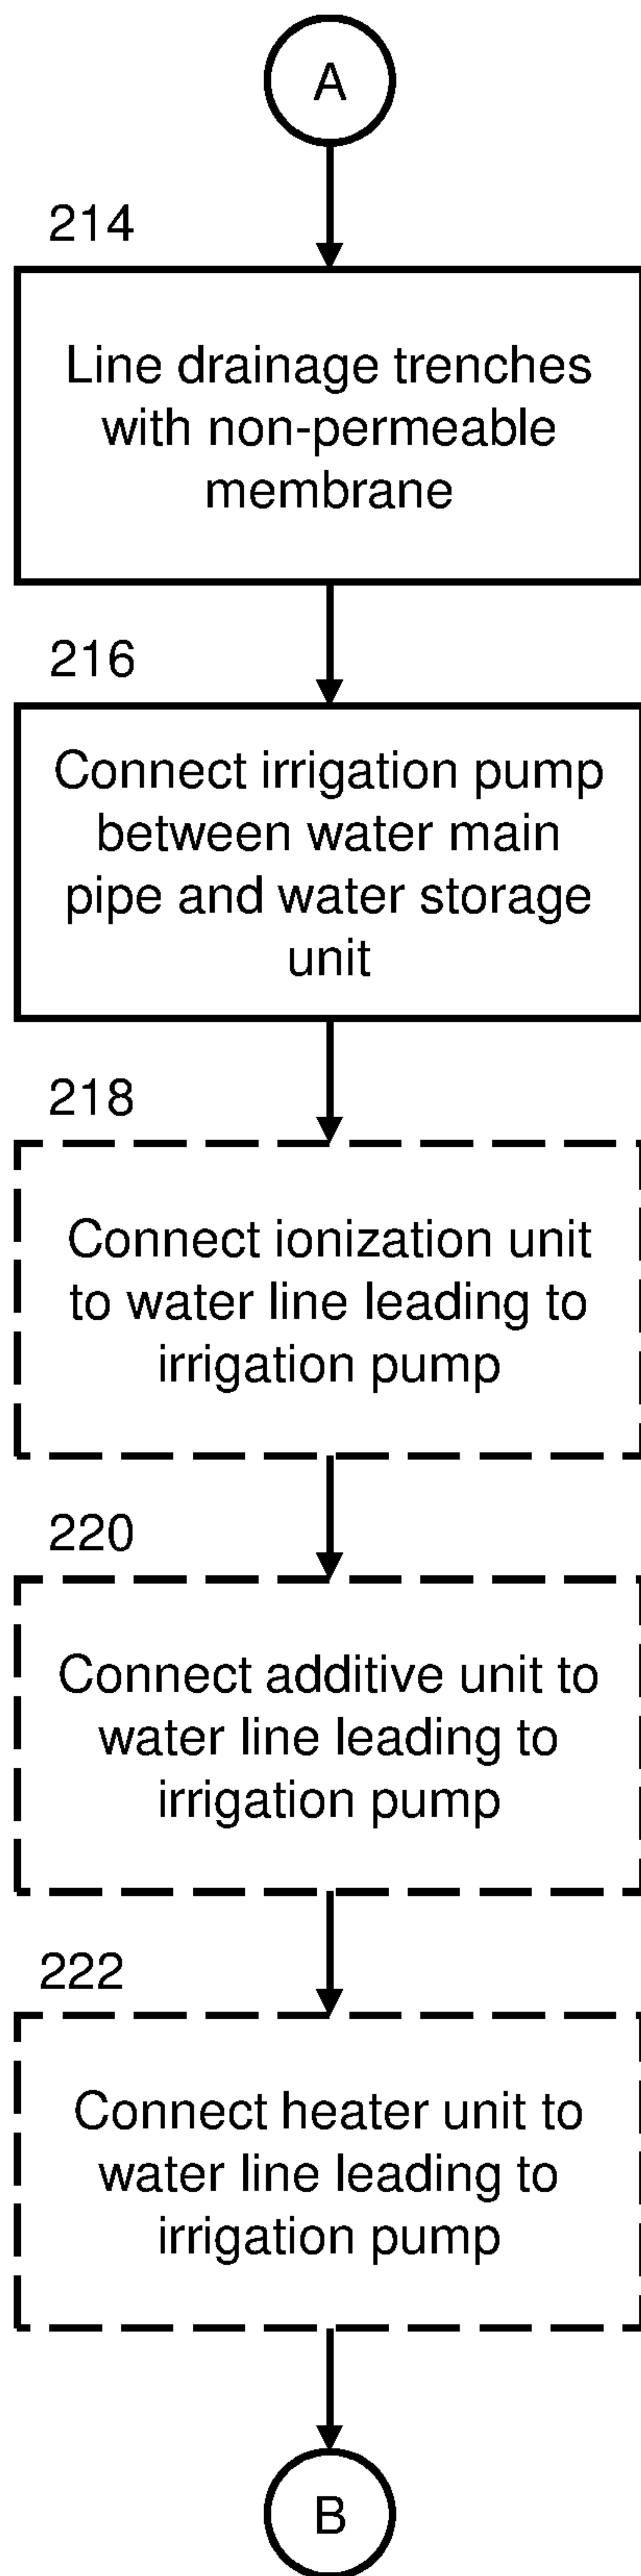 A
214
Line drainage trenches
with non-permeable
membrane
216
Connect irrigation pump
between water main
pipe and water storage
unit
218
Connect ionization unit
to water line leading to
irrigation pump
220
Connect additive unit to
water line leading to
irrigation pump
222
Connect heater unit to
water line leading to
irrigation pump
B